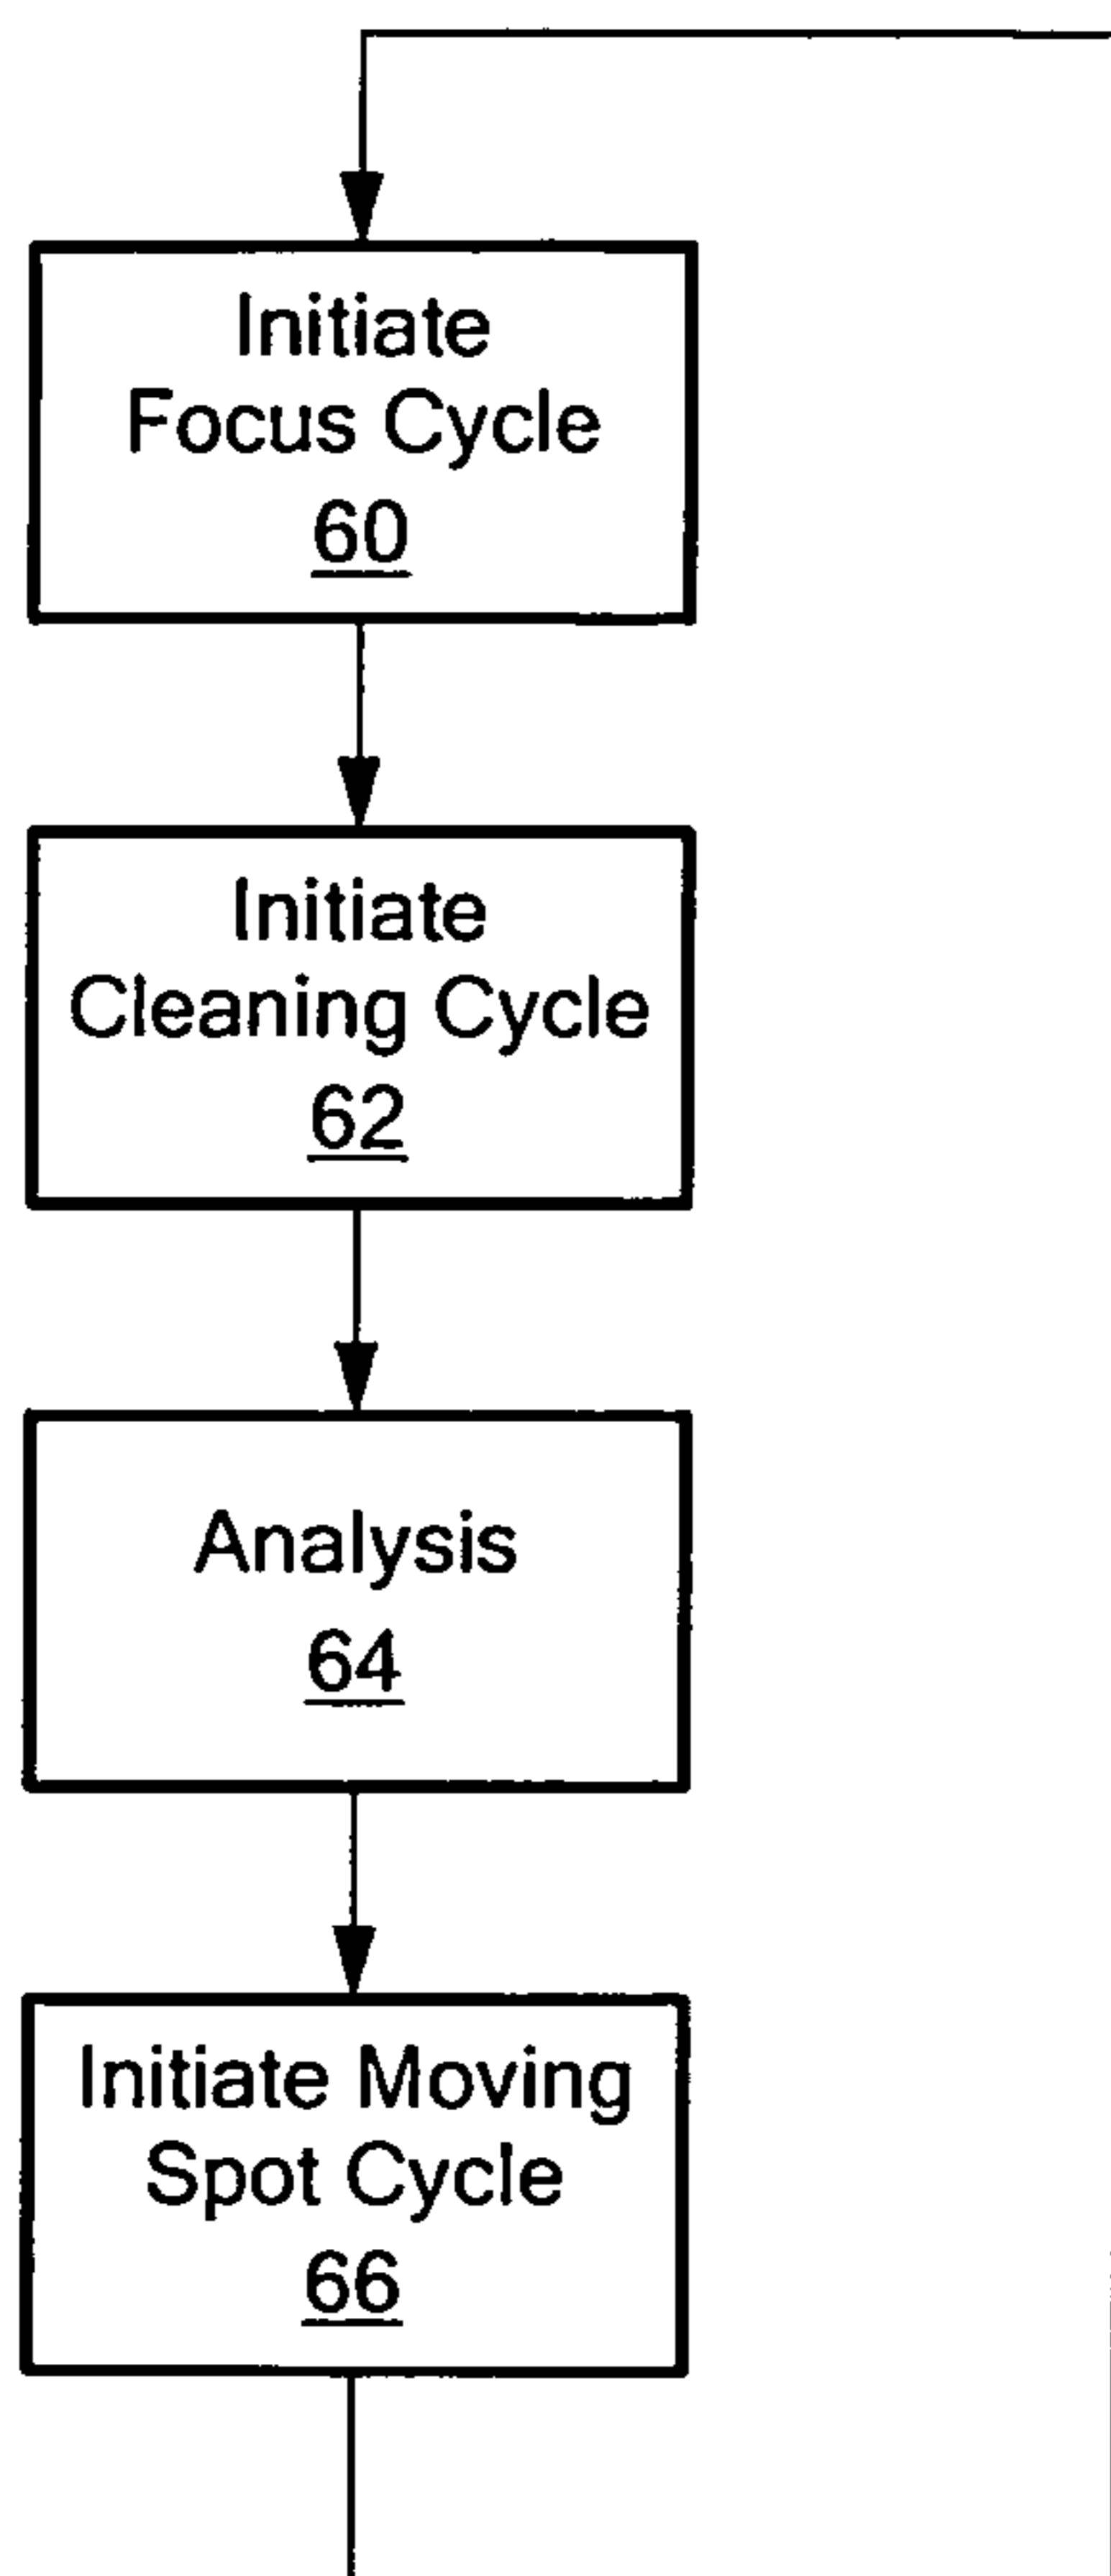 Initiate
Focus Cycle
60
Initiate
Cleaning Cycle
62
Analysis
64
Initiate Moving
Spot Cycle
66